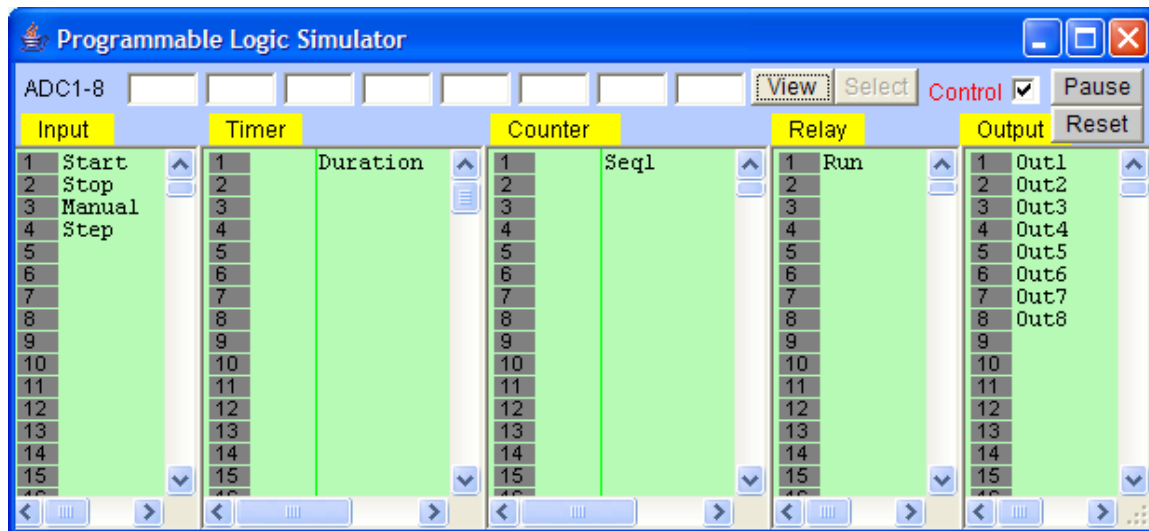 Programmable Logic Simulator
ADC1-8 View Select Control Pause
Input Timer Counter Relay Output Reset
1 Start 1 Duration 1 Seq1 1 Run 1 Out1
2 Stop 2 2 2 2 Out2
3 Manual 3 3 3 3 Out3
4 Step 4 4 4 4 Out4
5 5 5 5 5 Out5
6 6 6 6 6 Out6
7 7 7 7 7 Out7
8 8 8 8 8 Out8
9 9 9 9 9
10 10 10 10 10
11 11 11 11 11
12 12 12 12 12
13 13 13 13 13
14 14 14 14 14
15 15 15 15 15